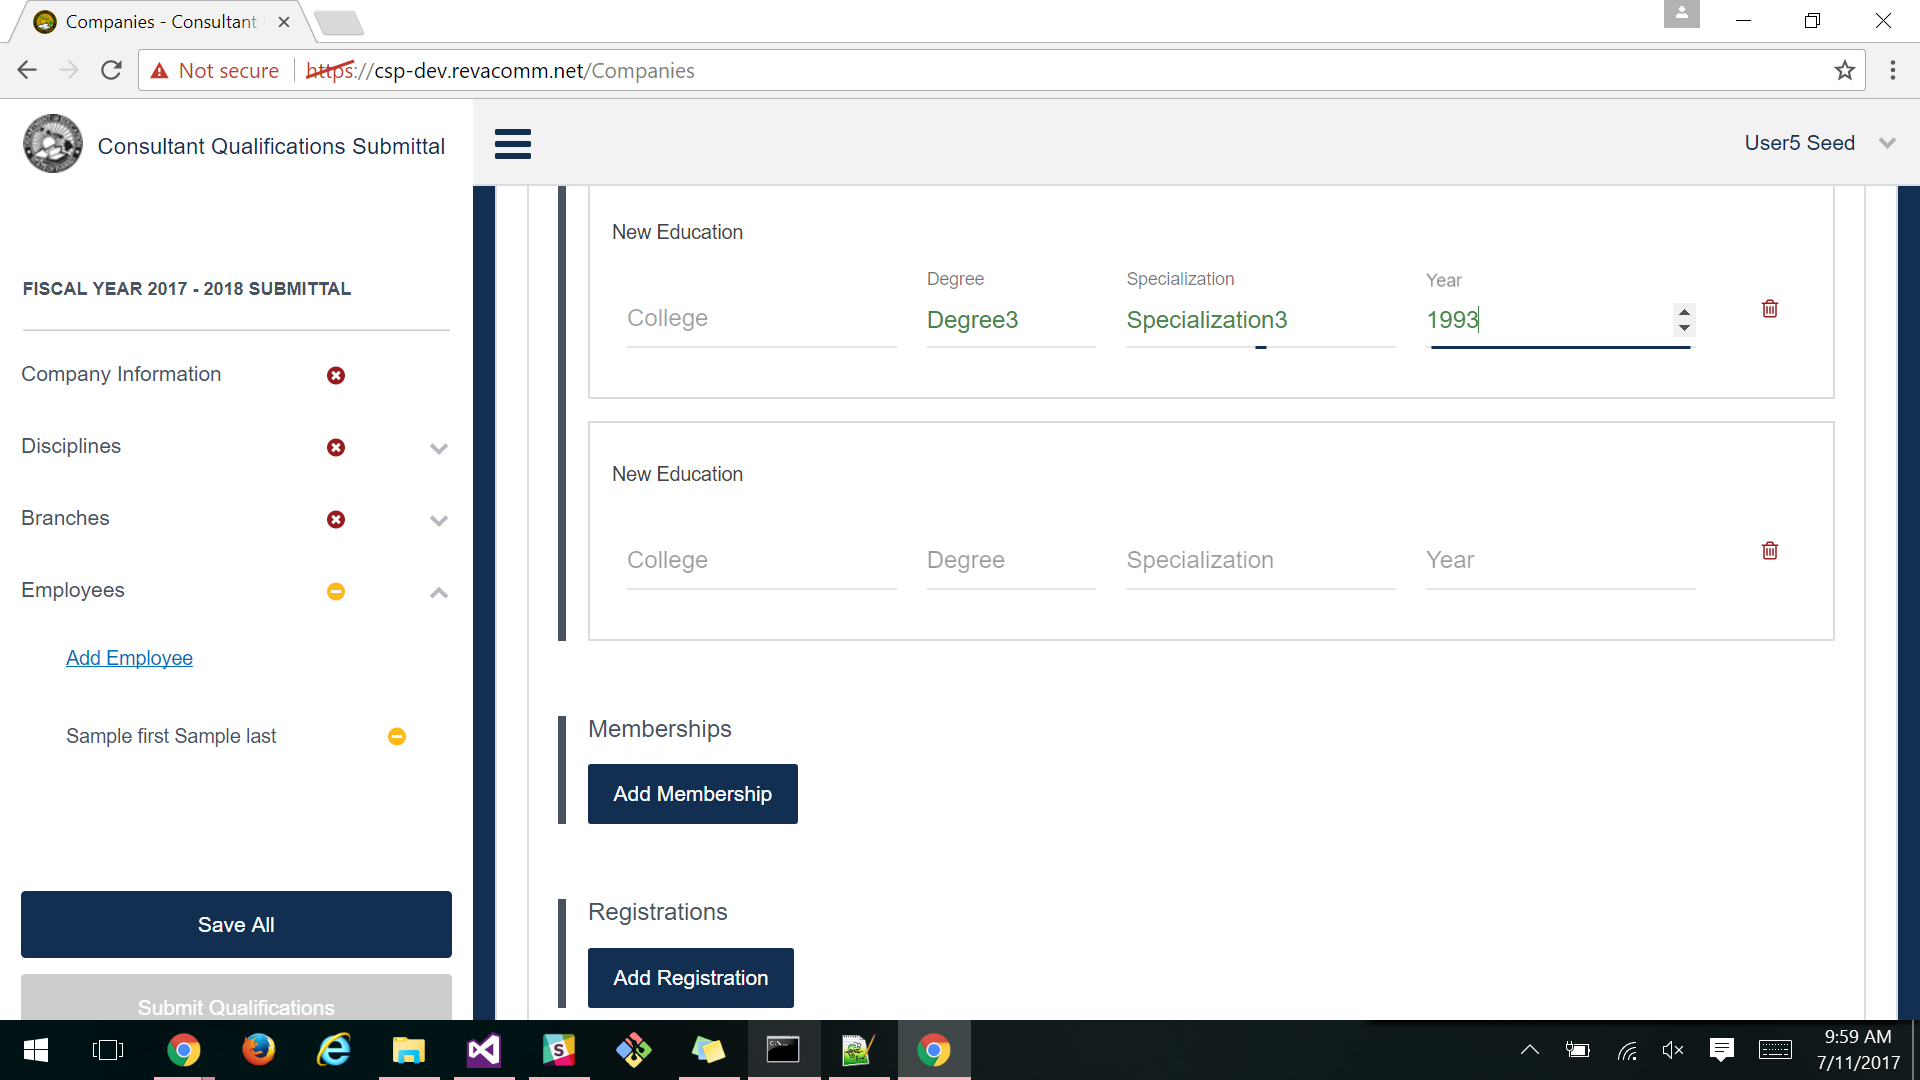 Companies - Consultant
Not secure https://csp-dev.revacomm.net/Companies
Consultant Qualifications Submittal
User5 Seed
FISCAL YEAR 2017 - 2018 SUBMITTAL
Company Information
Disciplines
Branches
Employees
Add Employee
Sample first Sample last
Save All
Submit Qualifications
New Education
Degree Specialization Year
College Degree3 Specialization3 1993
New Education
College Degree Specialization Year
Memberships
Add Membership
Registrations
Add Registration
9:59 AM
7/11/2017